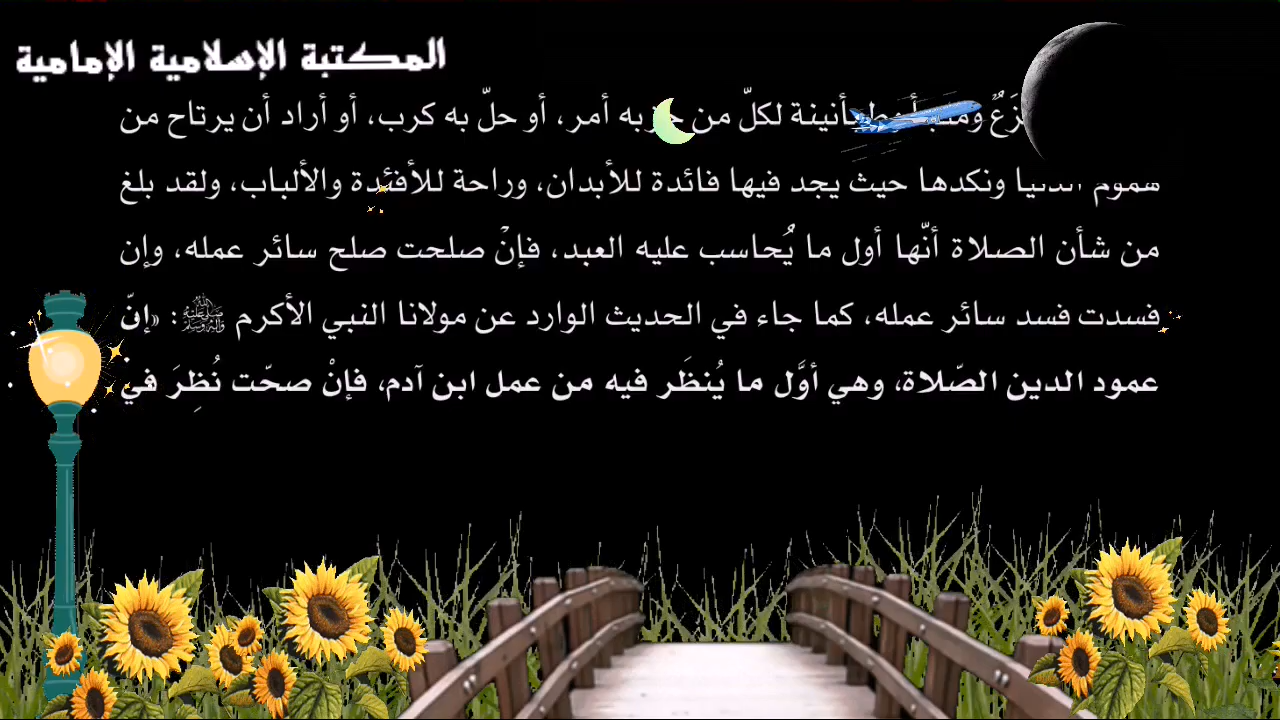 المكتبة الإسلامية الإمامية
لكلّ من به أمر، أو حلّ به كرب، أو أراد أن يرتاح من
ونكدها حيث يجد فيها فائدة للأبدان، وراحة للأفئدة والألباب، ولقد بلغ
من شأن الصلاة أنّها أول ما يُحاسب عليه العبد، فإنْ صلحت صلح سائر عمله، وإن
فسدت فسد سائر عمله، كما جاء في الحديث الوارد عن مولانا النبي الأكرم ﷺ: «إنّ
عمود الدين الصّلاة، وهي أوَّل ما يُنظَر فيه من عمل ابن آدم، فإنْ صحّت نُظِرَ في